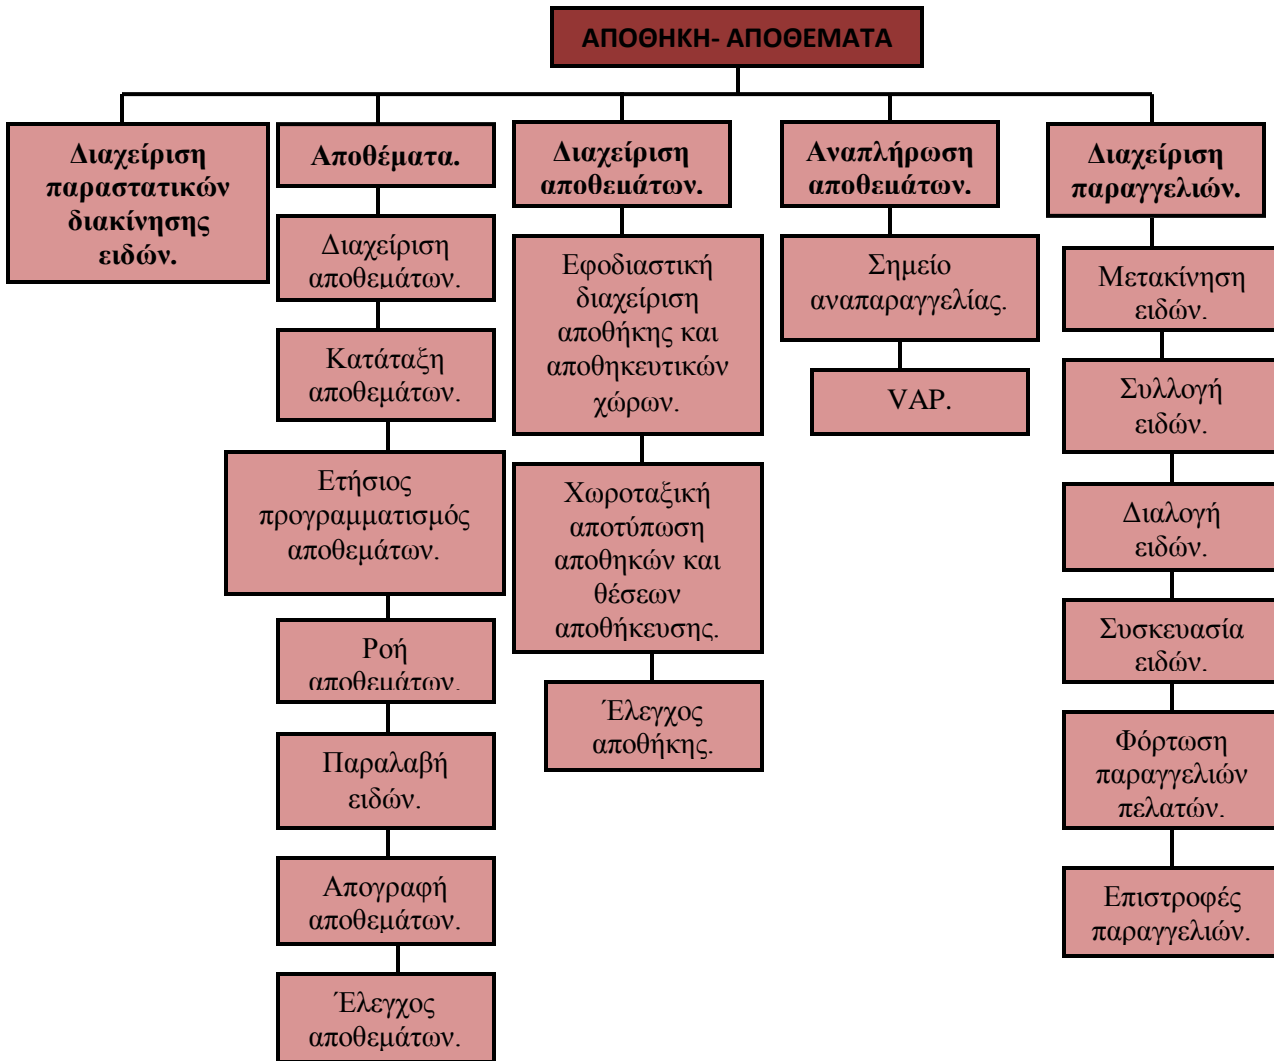 ΑΠΟΘΗΚΗ- ΑΠΟΘΕΜΑΤΑ
Διαχείριση
παραστατικών
διακίνησης
ειδών.
Αποθέματα.
Διαχείριση
αποθεμάτων.
Κατάταξη
αποθεμάτων.
Ετήσιος
προγραμματισμός
αποθεμάτων.
Ροή
αποθεμάτων.
Παραλαβή
ειδών.
Απογραφή
αποθεμάτων.
Έλεγχος
αποθεμάτων.
Διαχείριση
αποθεμάτων.
Εφοδιαστική
διαχείριση
αποθήκης και
αποθηκευτικών
χώρων.
Χωροταξική
αποτύπωση
αποθηκών και
θέσεων
αποθήκευσης.
Έλεγχος
αποθήκης.
Αναπλήρωση
αποθεμάτων.
Σημείο
αναπαραγγελίας.
VAP.
Διαχείριση
παραγγελιών.
Μετακίνηση
ειδών.
Συλλογή
ειδών.
Διαλογή
ειδών.
Συσκευασία
ειδών.
Φόρτωση
παραγγελιών
πελατών.
Επιστροφές
παραγγελιών.